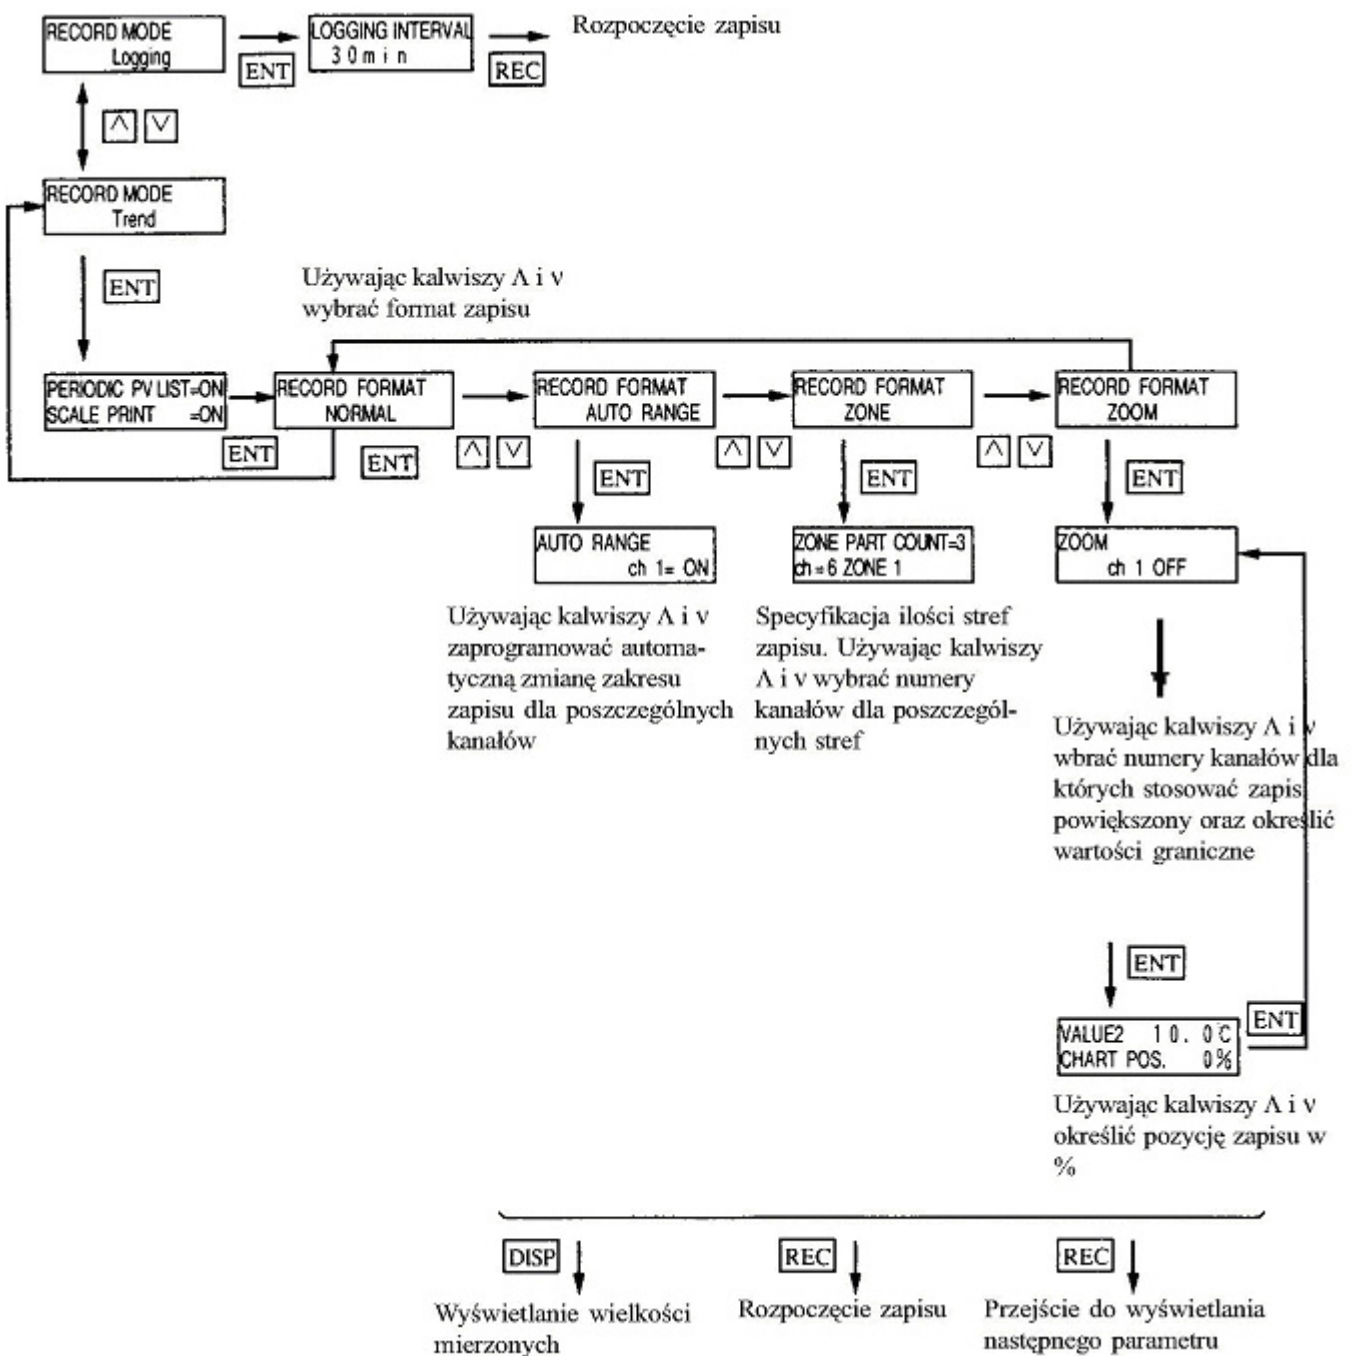 RECORD MODE
Logging
ENT
LOGGING INTERVAL
30min
REC
Rozpoczęcie zapisu
Λ V
RECORD MODE
Trend
ENT
Używając kalwiszy Λ i v
wybrać format zapisu
PERIODIC PV LIST=ON
SCALE PRINT =ON
ENT
RECORD FORMAT
NORMAL
ENT
Λ V
RECORD FORMAT
AUTO RANGE
Λ V
RECORD FORMAT
ZONE
Λ V
RECORD FORMAT
ZOOM
ENT
ENT
ENT
AUTO RANGE
ch 1= ON
ZONE PART COUNT=3
ch=6 ZONE 1
ZOOM
ch 1 OFF
Używając kalwiszy Λ i v
zaprogramować automa-
tyczną zmianę zakresu
zapisu dla poszczególnych
kanałów
Specyfikacja ilości stref
zapisu. Używając kalwiszy
Λ i v wybrać numery
kanałów dla poszczegól-
nych stref
Używając kalwiszy Λ i v
wbrać numery kanałów dla
których stosować zapis
powiększony oraz określić
wartości graniczne
ENT
VALUE2 10.0°C
CHART POS. 0%
ENT
Używając kalwiszy Λ i v
określić pozycję zapisu w
%
DISP
REC
REC
Wyświetlanie wielkości
mierzonych
Rozpoczęcie zapisu
Przejście do wyświetlania
następnego parametru